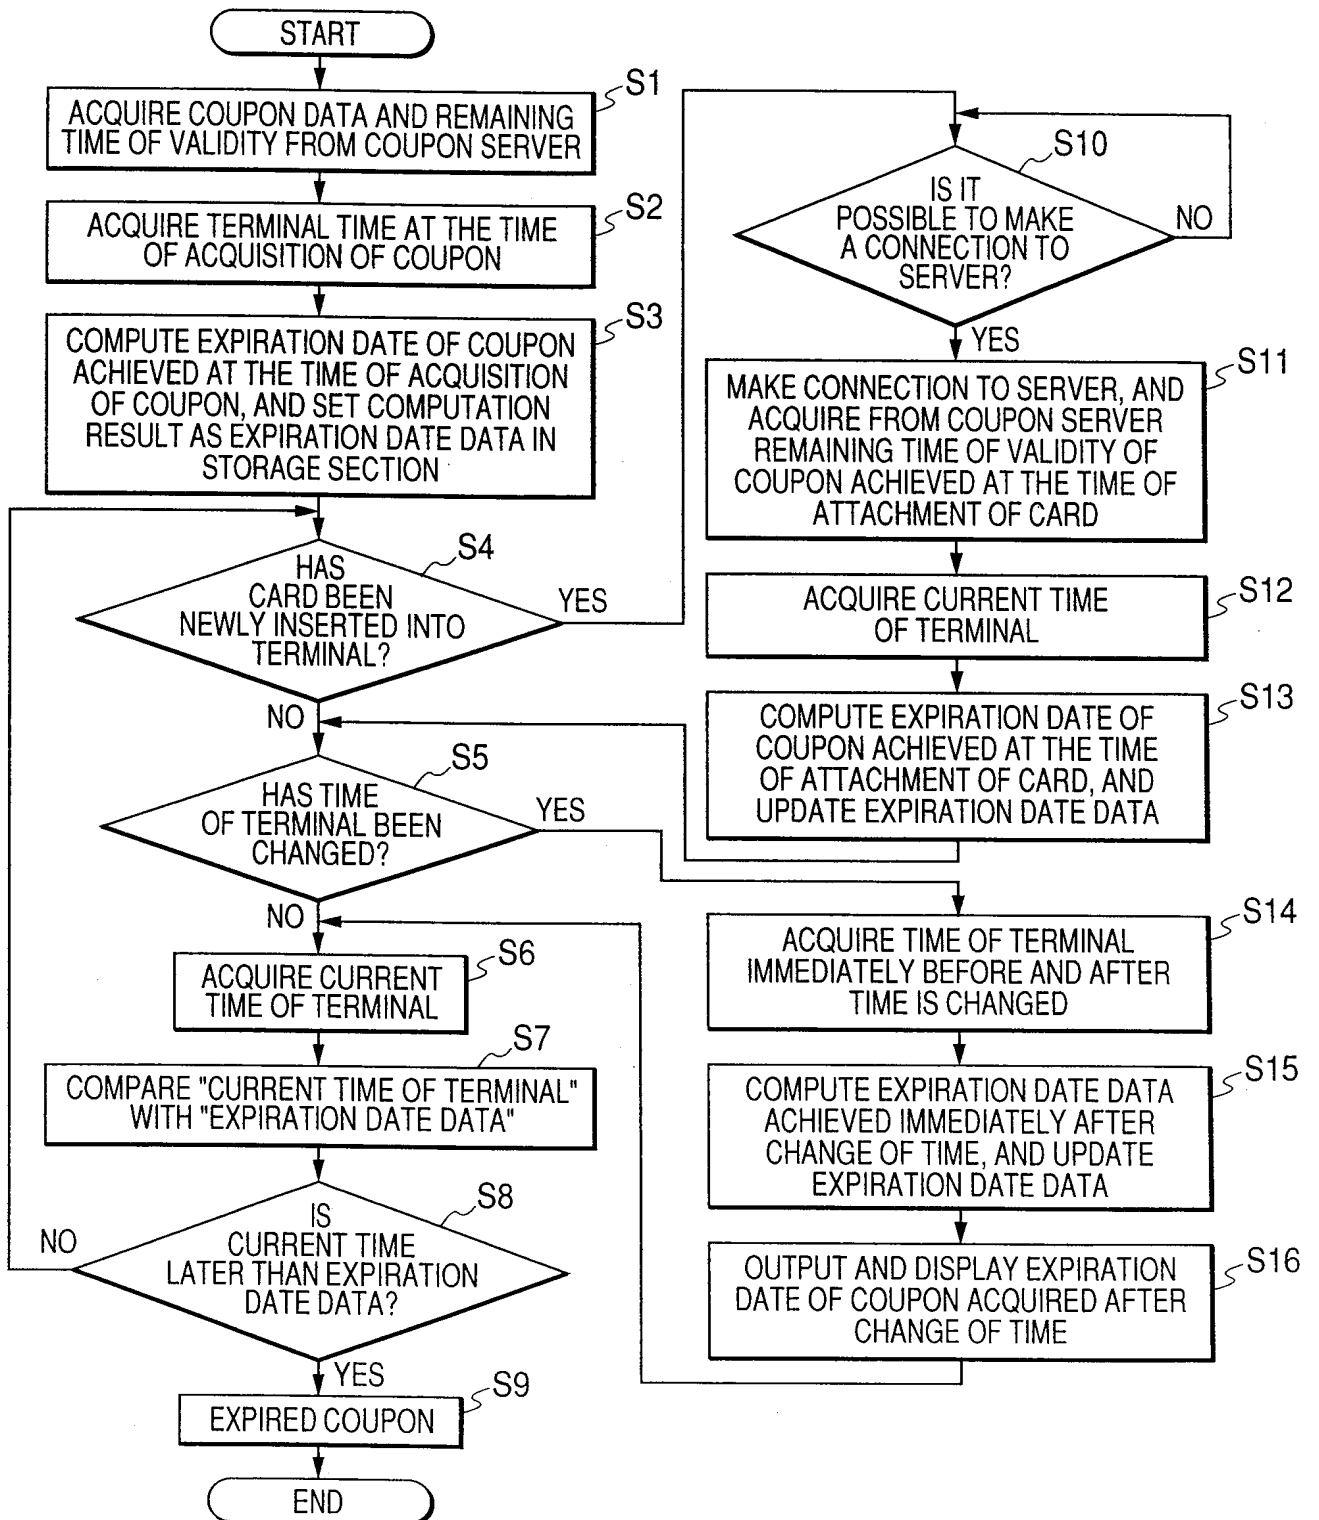 START
S1
ACQUIRE COUPON DATA AND REMAINING
TIME OF VALIDITY FROM COUPON SERVER
S2
ACQUIRE TERMINAL TIME AT THE TIME
OF ACQUISITION OF COUPON
S3
COMPUTE EXPIRATION DATE OF COUPON
ACHIEVED AT THE TIME OF ACQUISITION
OF COUPON, AND SET COMPUTATION
RESULT AS EXPIRATION DATE DATA IN
STORAGE SECTION
S4
HAS
CARD BEEN
NEWLY INSERTED INTO
TERMINAL?
YES
NO
S5
HAS TIME
OF TERMINAL BEEN
CHANGED?
YES
NO
S6
ACQUIRE CURRENT
TIME OF TERMINAL
S7
COMPARE "CURRENT TIME OF TERMINAL"
WITH "EXPIRATION DATE DATA"
S8
IS
CURRENT TIME
LATER THAN EXPIRATION
DATE DATA?
NO
YES
S9
EXPIRED COUPON
END
S10
IS IT
POSSIBLE TO MAKE
A CONNECTION TO
SERVER?
NO
YES
S11
MAKE CONNECTION TO SERVER, AND
ACQUIRE FROM COUPON SERVER
REMAINING TIME OF VALIDITY OF
COUPON ACHIEVED AT THE TIME OF
ATTACHMENT OF CARD
S12
ACQUIRE CURRENT TIME
OF TERMINAL
S13
COMPUTE EXPIRATION DATE OF
COUPON ACHIEVED AT THE TIME
OF ATTACHMENT OF CARD, AND
UPDATE EXPIRATION DATE DATA
S14
ACQUIRE TIME OF TERMINAL
IMMEDIATELY BEFORE AND AFTER
TIME IS CHANGED
S15
COMPUTE EXPIRATION DATE DATA
ACHIEVED IMMEDIATELY AFTER
CHANGE OF TIME, AND UPDATE
EXPIRATION DATE DATA
S16
OUTPUT AND DISPLAY EXPIRATION
DATE OF COUPON ACQUIRED AFTER
CHANGE OF TIME